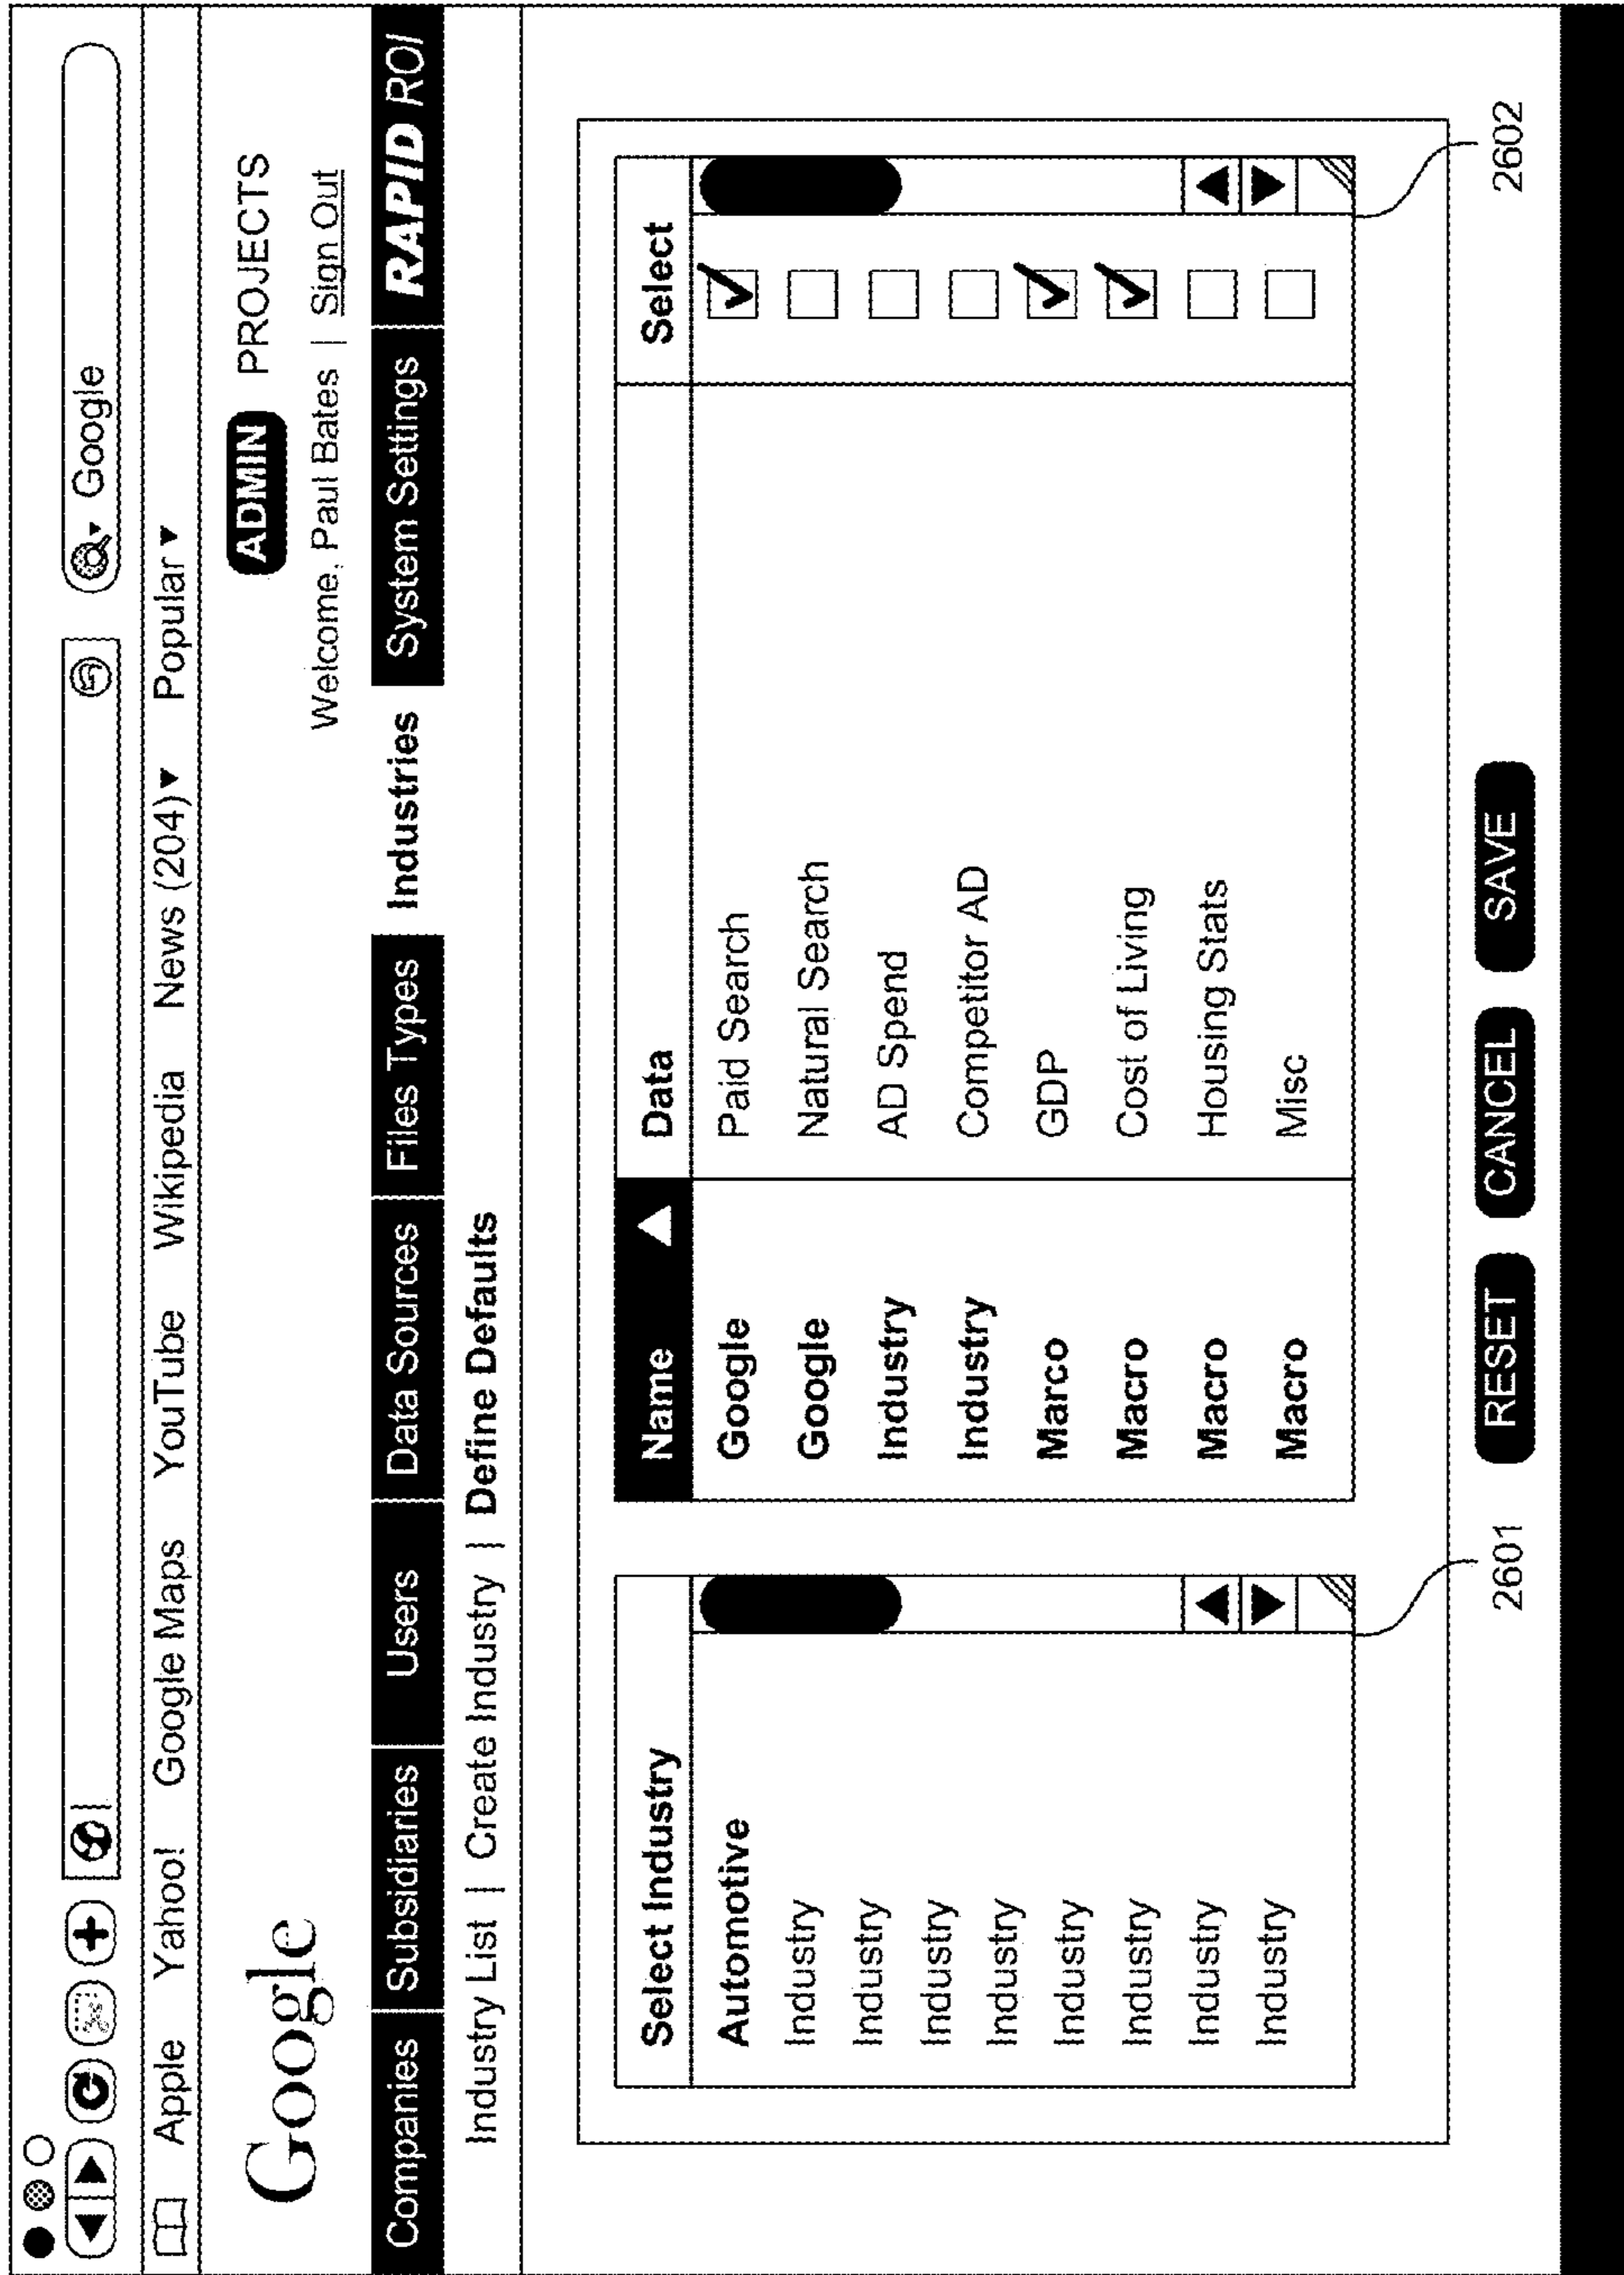 Google
Apple Yahoo! Google Maps YouTube Wikipedia News (204) Popular
Google
ADMIN PROJECTS
Welcome, Paul Bates | Sign Out
Companies Subsidiaries Users Data Sources Files Types Industries System Settings RAPID ROI
Industry List | Create Industry | Define Defaults
Select Industry
Automotive
Industry
Industry
Industry
Industry
Industry
Industry
Industry
Industry
2601
Name Data Select
Google Paid Search
Google Natural Search
Industry AD Spend
Industry Competitor AD
Marco GDP
Macro Cost of Living
Macro Housing Stats
Macro Misc
2602
RESET CANCEL SAVE